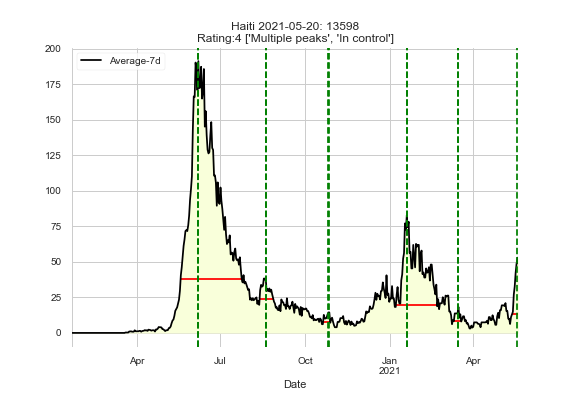 Haiti 2021-05-20: 13598
Rating:4 ['Multiple peaks', 'In control']
Average-7d
200
175
150
125
100
75
50
25
0
Apr
Jul
Oct
Jan
2021
Apr
Date